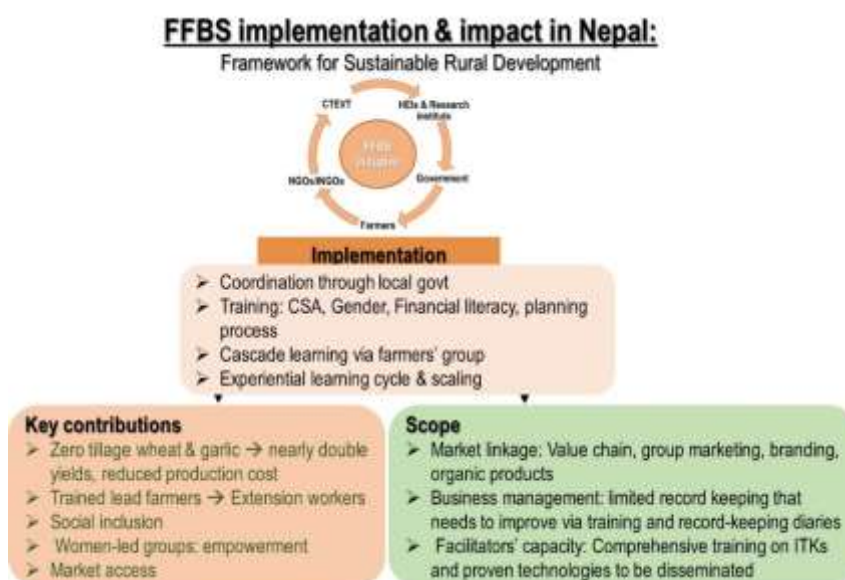 FFBS implementation & impact in Nepal:
Framework for Sustainable Rural Development
CTEVT
HEIs & Research
institute
FFBS
Government
NGOs/INGOs
Farmers
Implementation
➢ Coordination through local govt
➢ Training: CSA, Gender, Financial literacy, planning
process
➢ Cascade learning via farmers' group
➢ Experiential learning cycle & scaling
Key contributions
➢ Zero tillage wheat & garlic → nearly double
yields, reduced production cost
➢ Trained lead farmers → Extension workers
➢ Social inclusion
➢ Women-led groups: empowerment
➢ Market access
Scope
➢ Market linkage: Value chain, group marketing, branding,
organic products
➢ Business management: limited record keeping that
needs to improve via training and record-keeping diaries
➢ Facilitators' capacity: Comprehensive training on ITKs
and proven technologies to be disseminated